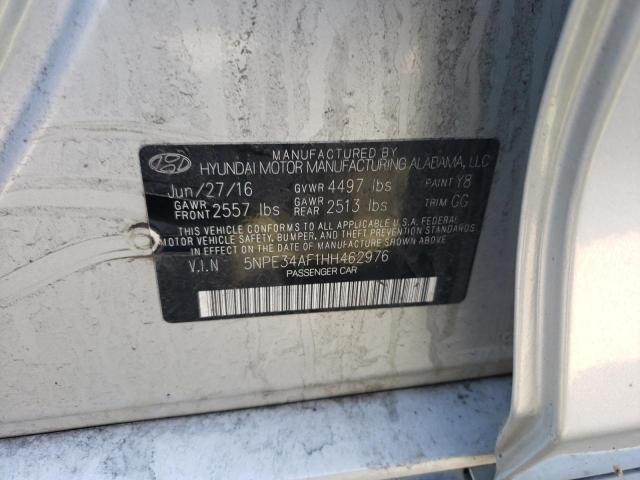 MANUFACTURED BY
HYUNDAI MOTOR MANUFACTURING ALABAMA, LLC
Jun/27/16 GVWR 4497 lbs PAINT Y8
GAWR FRONT 2557 lbs GAWR REAR 2513 lbs TRIM GG
THIS VEHICLE CONFORMS TO ALL APPLICABLE U.S.A. FEDERAL
MOTOR VEHICLE SAFETY, BUMPER, AND THEFT PREVENTION STANDARDS
IN EFFECT ON THE DATE OF MANUFACTURE SHOWN ABOVE.
V.I.N 5NPE34AF1HH462976
PASSENGER CAR